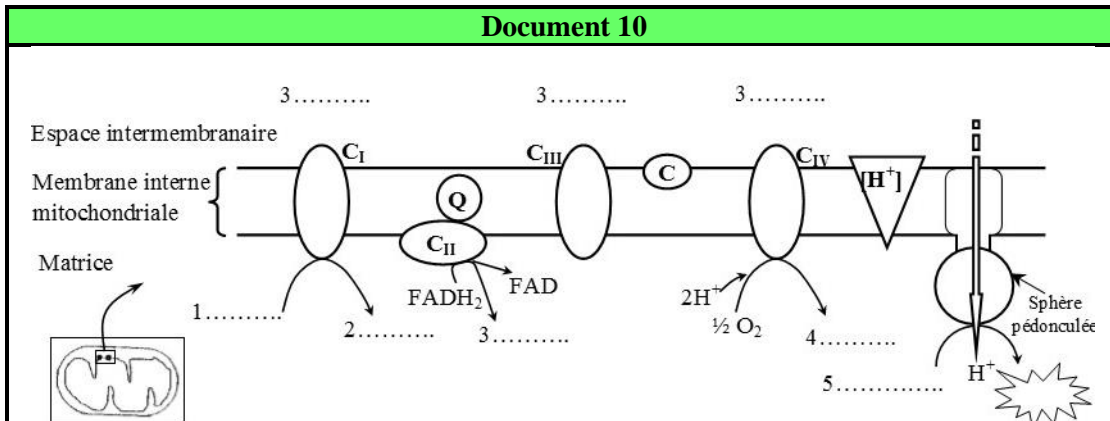 Document 10
3.......... 3.......... 3..........
Espace intermembranaire
C_I C_III C C_IV [H⁺]
Membrane interne
mitochondriale
Q
C_II
Matrice
FADH₂ FAD
2H⁺
½ O₂
Sphère
pédonculée
1.......... 2.......... 3.......... 4..........
5.............. H⁺